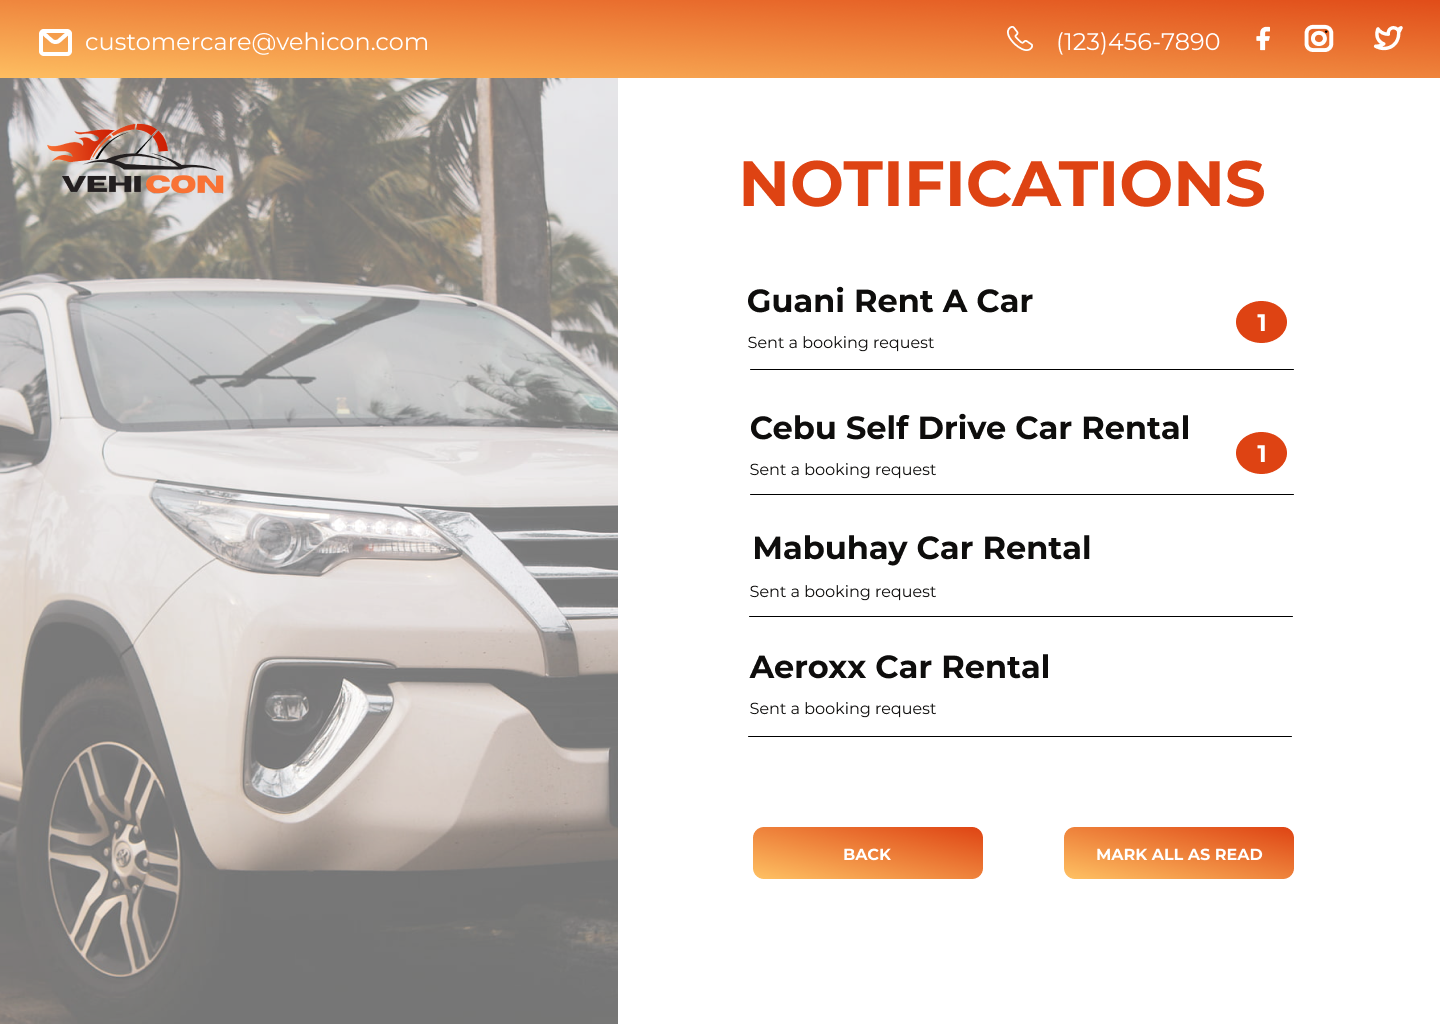 customercare@vehicon.com
(123)456-7890
VEHICON
NOTIFICATIONS
Guani Rent A Car
Sent a booking request
1
Cebu Self Drive Car Rental
Sent a booking request
1
Mabuhay Car Rental
Sent a booking request
Aeroxx Car Rental
Sent a booking request
BACK
MARK ALL AS READ